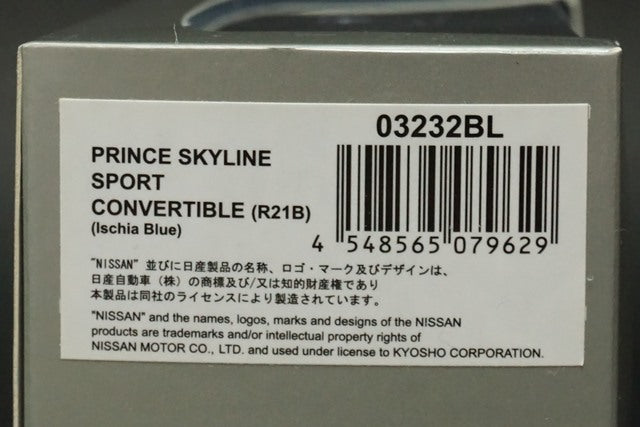 03232BL
PRINCE SKYLINE
SPORT
CONVERTIBLE (R21B)
(Ischia Blue)
4 548565 079629
"NISSAN" 並びに日産製品の名称、ロゴ・マーク及びデザインは、
日産自動車（株）の商標及び/又は知的財産権であり
本製品は同社のライセンスにより製造されています。
"NISSAN" and the names, logos, marks and designs of the NISSAN
products are trademarks and/or intellectual property rights of
NISSAN MOTOR CO., LTD. and used under license to KYOSHO CORPORATION.